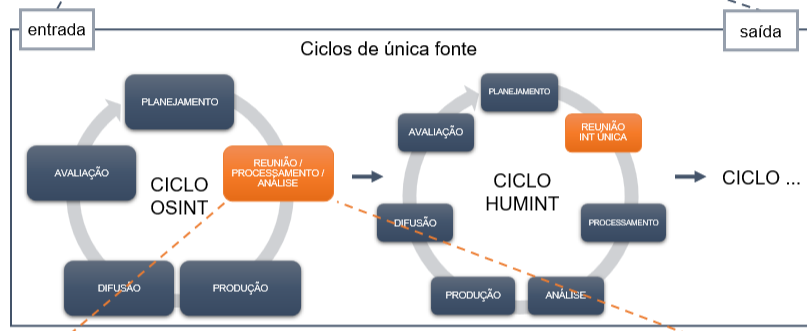 entrada
saída
Ciclos de única fonte
PLANEJAMENTO
REUNIÃO /
PROCESSAMENTO /
ANÁLISE
PRODUÇÃO
DIFUSÃO
AVALIAÇÃO
CICLO
OSINT
PLANEJAMENTO
REUNIÃO
INT ÚNICA
PROCESSAMENTO
ANÁLISE
PRODUÇÃO
DIFUSÃO
AVALIAÇÃO
CICLO
HUMINT
CICLO ...